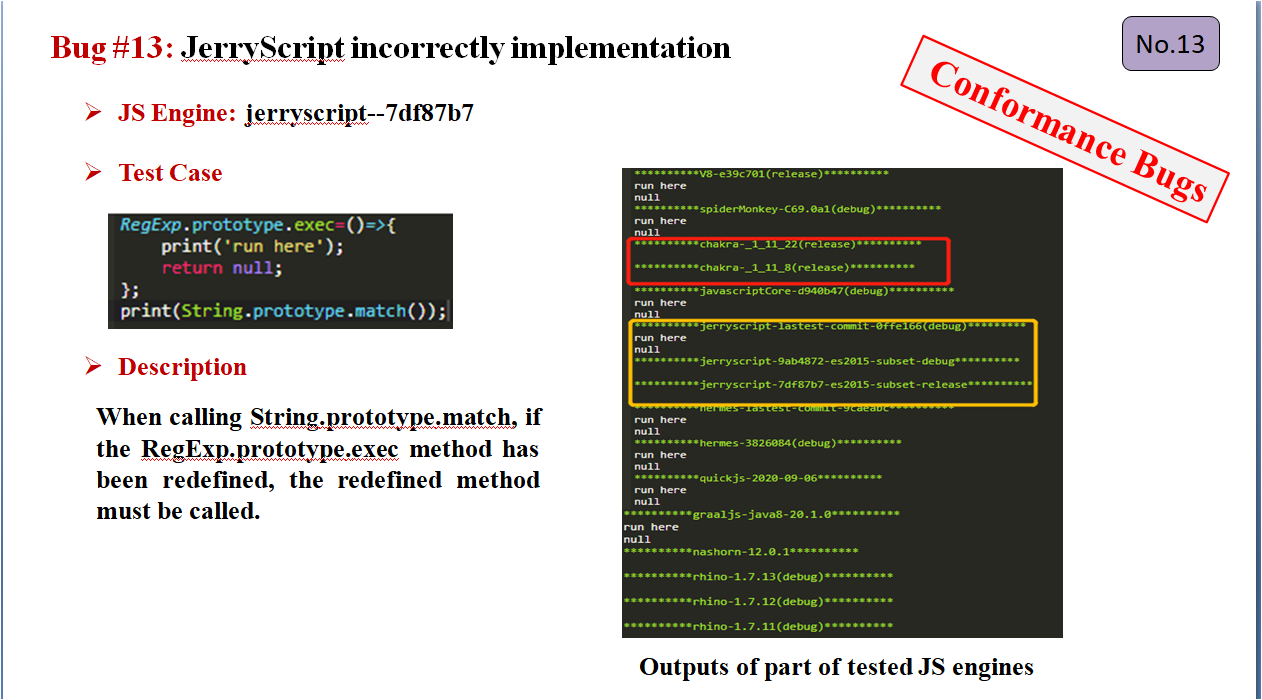 Bug #13: JerryScript incorrectly implementation
No.13
Conformance Bugs
➢ JS Engine: jerryscript--7df87b7
➢ Test Case
RegExp.prototype.exec=()=>{
print('run here');
return null;
};
print(String.prototype.match());
➢ Description
When calling String.prototype.match, if
the RegExp.prototype.exec method has
been redefined, the redefined method
must be called.
**********V8-e39c701(release)**********
run here
null
**********spiderMonkey-C69.0a1(debug)**********
run here
null
**********chakra-_1_11_22(release)**********
**********chakra-_1_11_8(release)**********
**********javascriptCore-d940b47(debug)**********
run here
null
**********jerryscript-lastest-commit-0ffe166(debug)*********
run here
null
**********jerryscript-9ab4872-es2015-subset-debug**********
**********jerryscript-7df87b7-es2015-subset-release**********
**********hermes-lastest-commit-9caeabc**********
run here
null
**********hermes-3826084(debug)**********
run here
null
**********quickjs-2020-09-06**********
run here
null
**********graaljs-java8-20.1.0**********
run here
null
**********nashorn-12.0.1**********
**********rhino-1.7.13(debug)**********
**********rhino-1.7.12(debug)**********
**********rhino-1.7.11(debug)**********
Outputs of part of tested JS engines